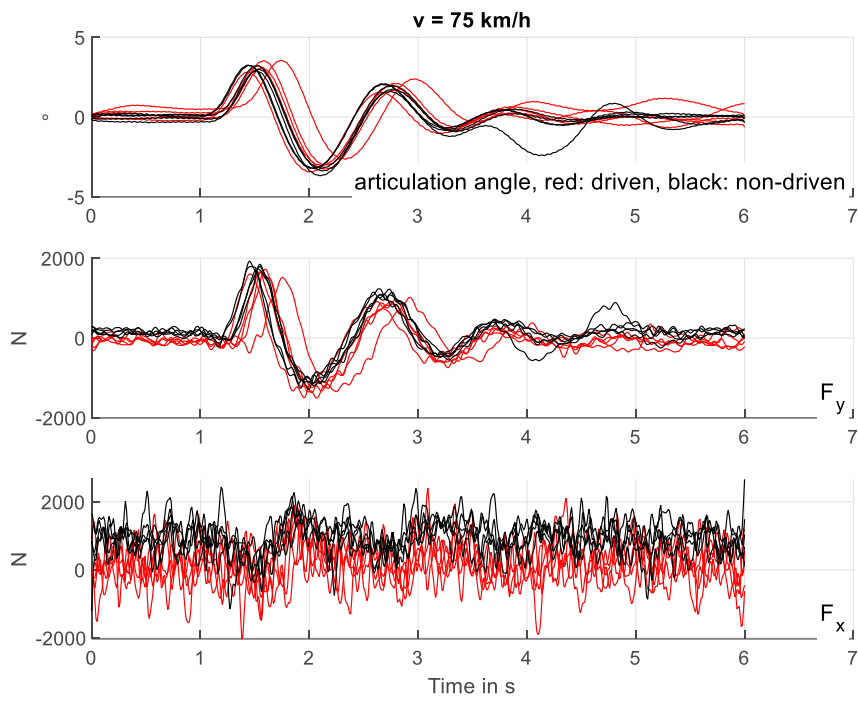 v = 75 km/h
5
0
-5
°
articulation angle, red: driven, black: non-driven
0 1 2 3 4 5 6 7
2000
0
-2000
N
F y
0 1 2 3 4 5 6 7
2000
0
-2000
N
F x
0 1 2 3 4 5 6 7
Time in s